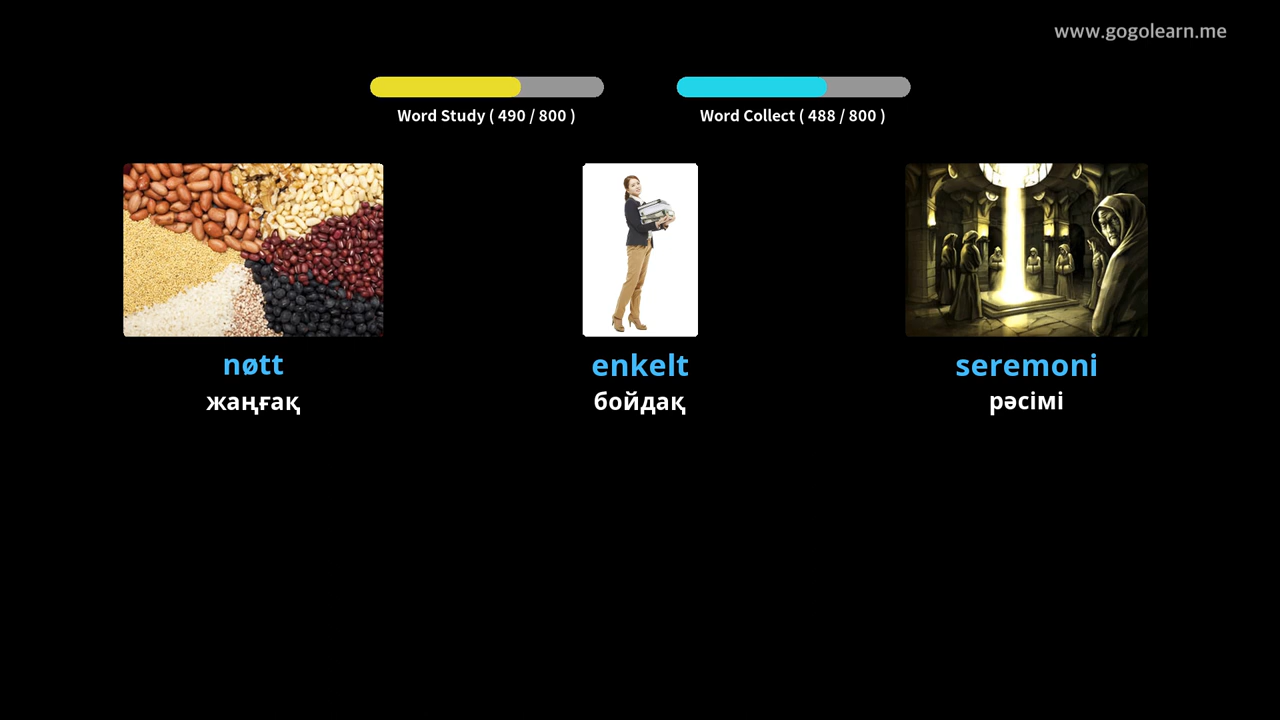 www.gogolearn.me
Word Study ( 490 / 800 )
Word Collect ( 488 / 800 )
nøtt
enkelt
seremoni
жаңғақ
бойдақ
рәсімі